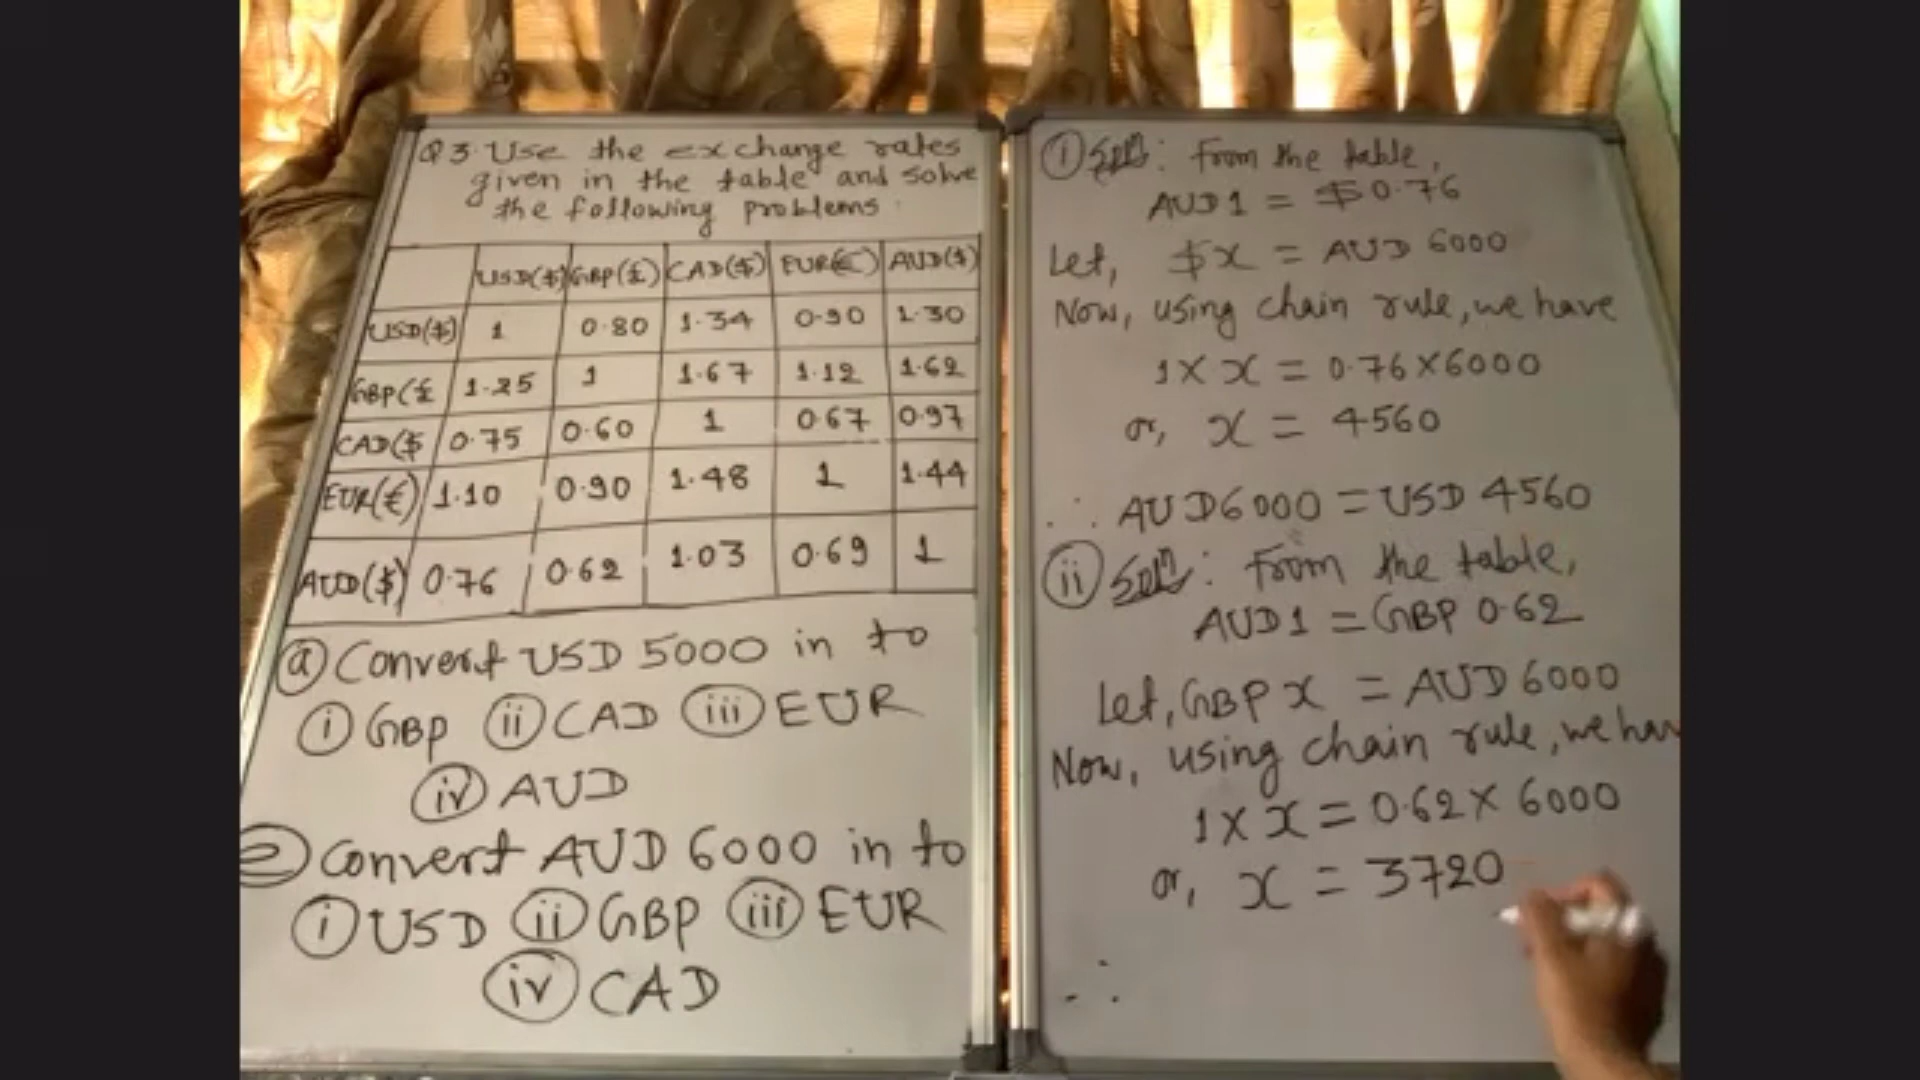 Q3. Use the exchange rates
given in the table and solve
the following problems.
USD($) GBP(£) CAD($) EUR(€) AUD($)
USD($) 1 0.80 1.34 0.90 1.30
GBP(£ 1.25 1 1.67 1.12 1.62
CAD($ 0.75 0.60 1 0.67 0.97
EUR(€) 1.10 0.90 1.48 1 1.44
AUD($) 0.76 0.62 1.03 0.69 1
ⓐ Convert USD 5000 in to
ⓘ GBP ⓘⓘ CAD ⓘⓘⓘ EUR
ⓘⓥ AUD
ⓔ Convert AUD 6000 in to
ⓘ USD ⓘⓘ GBP ⓘⓘⓘ EUR
ⓘⓥ CAD
ⓘ Solⁿ: From the table,
AUD1 = $0.76
Let, $x = AUD 6000
Now, using chain rule, we have
1 × x = 0.76 × 6000
or, x = 4560
∴ AUD6000 = USD 4560
ⓘⓘ Solⁿ: From the table,
AUD1 = GBP 0.62
Let, GBP x = AUD 6000
Now, using chain rule, we hav
1 × x = 0.62 × 6000
or, x = 3720
∴